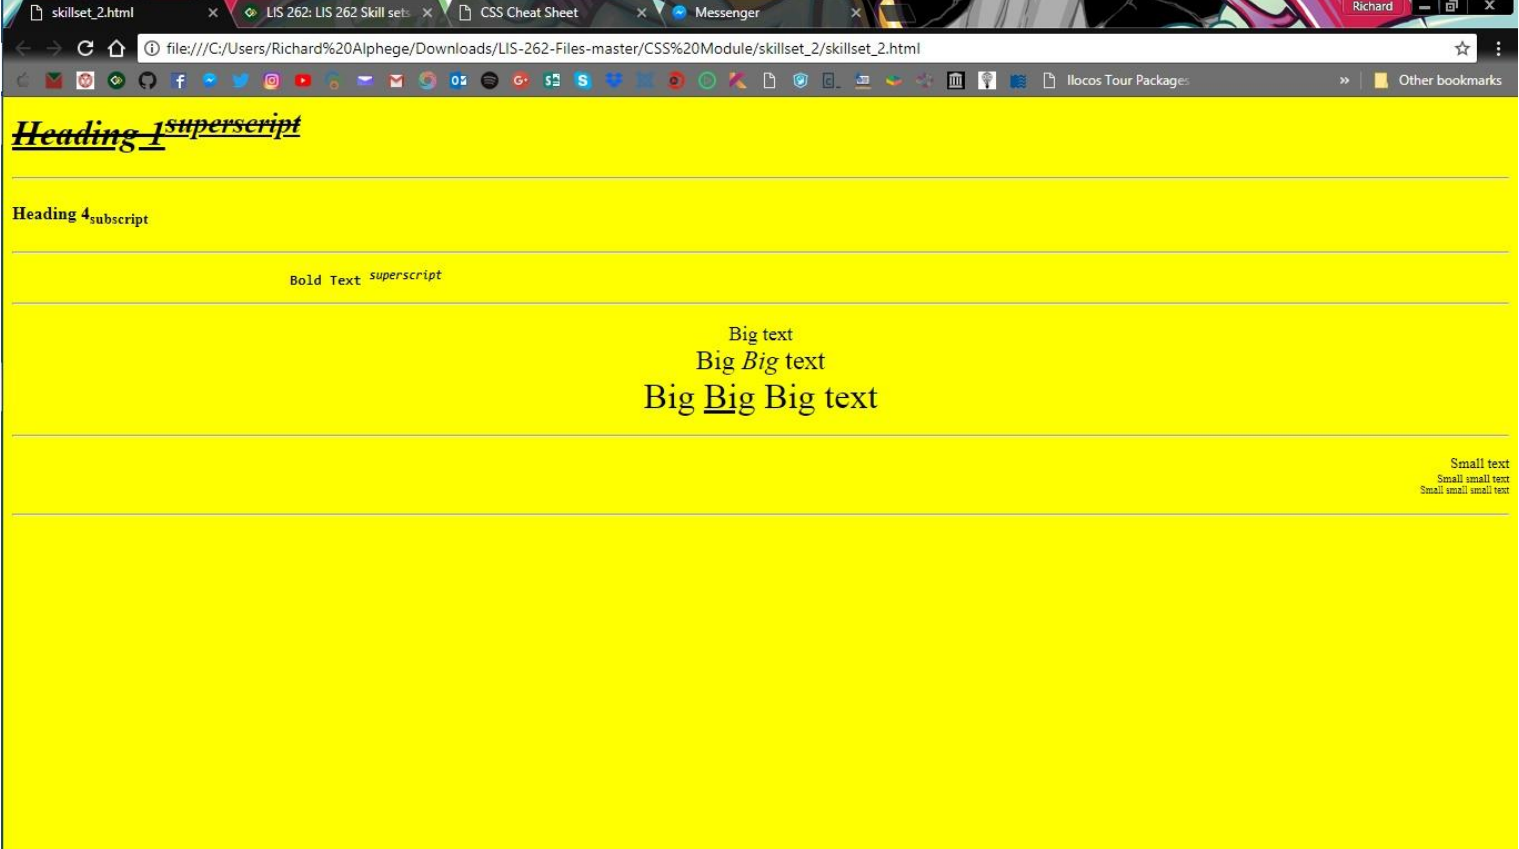 skillset_2.html
LIS 262: LIS 262 Skill sets
CSS Cheat Sheet
Messenger
Richard
file:///C:/Users/Richard%20Alphege/Downloads/LIS-262-Files-master/CSS%20Module/skillset_2/skillset_2.html
Ilocos Tour Packages
» Other bookmarks
Heading 1superscript
Heading 4subscript
Bold Text superscript
Big text
Big Big text
Big Big Big text
Small text
Small small text
Small small small text